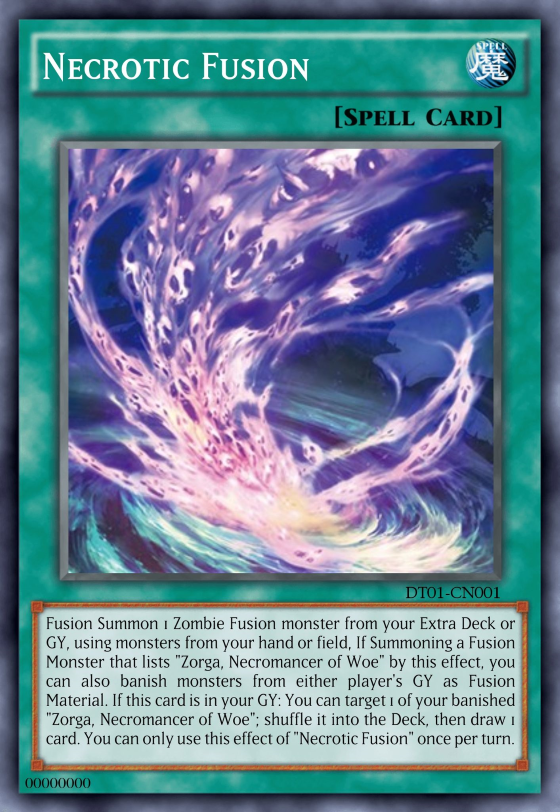 Necrotic Fusion
SPELL
魔
[Spell Card]
DT01-CN001
Fusion Summon 1 Zombie Fusion monster from your Extra Deck or
GY, using monsters from your hand or field, If Summoning a Fusion
Monster that lists "Zorga, Necromancer of Woe" by this effect, you
can also banish monsters from either player's GY as Fusion
Material. If this card is in your GY: You can target 1 of your banished
"Zorga, Necromancer of Woe"; shuffle it into the Deck, then draw 1
card. You can only use this effect of "Necrotic Fusion" once per turn.
00000000